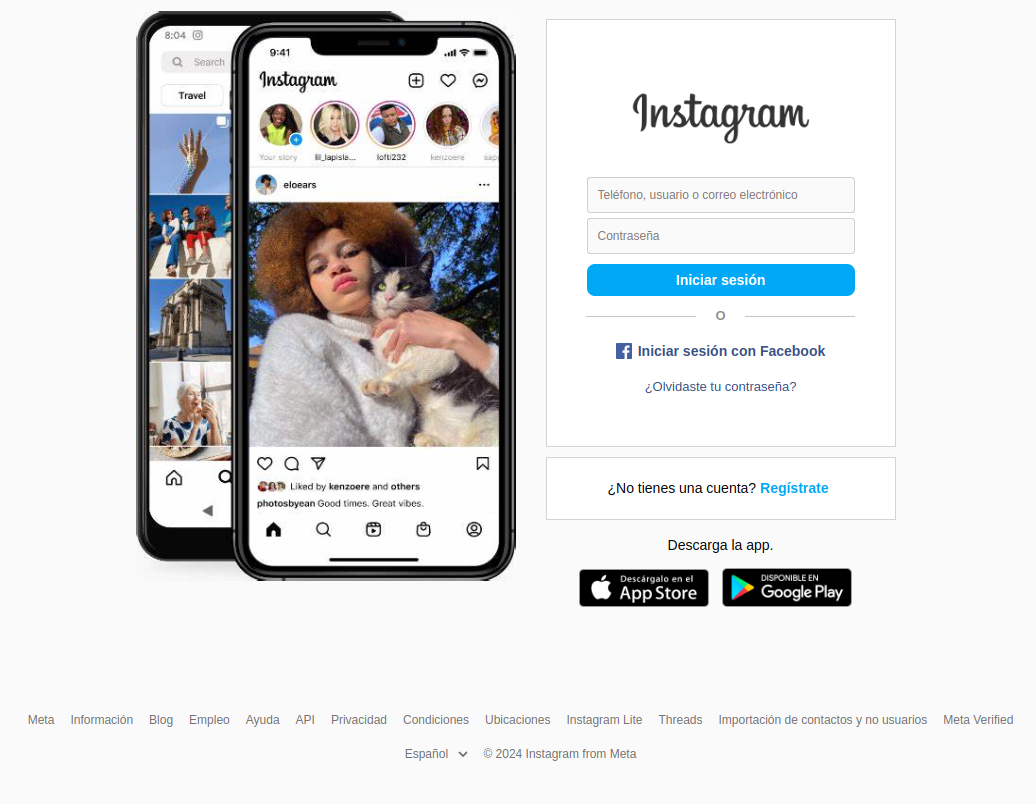 8:04
Search
Travel
9:41
Instagram
Your story
lil_lapisla...
lofti232
kenzoere
eloears
Liked by kenzoere and others
photosbyean Good times. Great vibes.
Instagram
Teléfono, usuario o correo electrónico
Contraseña
Iniciar sesión
O
Iniciar sesión con Facebook
¿Olvidaste tu contraseña?
¿No tienes una cuenta? Regístrate
Descarga la app.
Descárgalo en el
App Store
DISPONIBLE EN
Google Play
Meta Información Blog Empleo Ayuda API Privacidad Condiciones Ubicaciones Instagram Lite Threads Importación de contactos y no usuarios Meta Verified
Español © 2024 Instagram from Meta